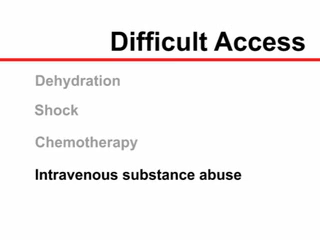 Difficult Access
Dehydration
Shock
Chemotherapy
Intravenous substance abuse